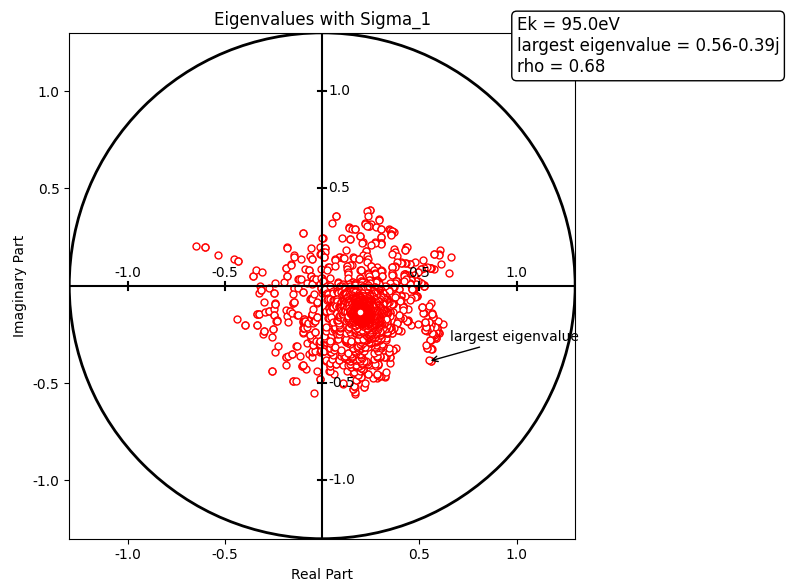 Eigenvalues with Sigma_1
Ek = 95.0eV
largest eigenvalue = 0.56-0.39j
rho = 0.68
1.0
1.0
0.5
0.5
-1.0
-0.5
0.5
1.0
largest eigenvalue
-0.5
-0.5
-1.0
-1.0
-1.0
-0.5
0.5
1.0
Imaginary Part
Real Part